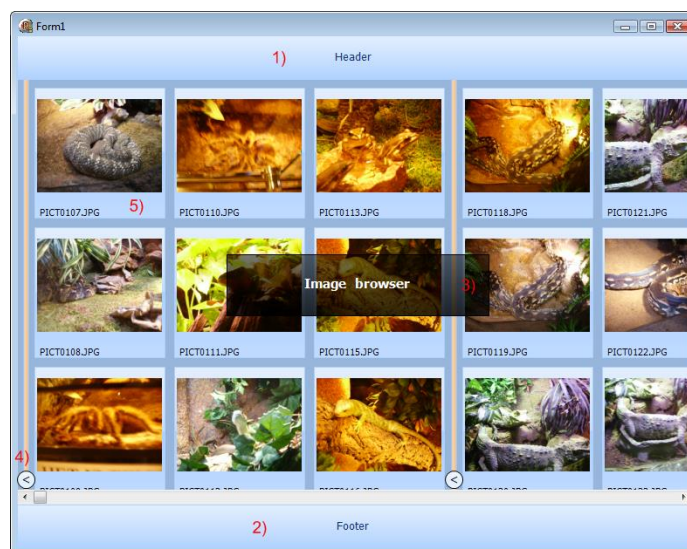 Form1
1) Header
PICT0107.JPG 5) PICT0110.JPG PICT0113.JPG PICT0118.JPG PICT0121.JPG
Image browser 3)
PICT0108.JPG PICT0111.JPG PICT0115.JPG PICT0119.JPG PICT0122.JPG
4)
< <
2) Footer